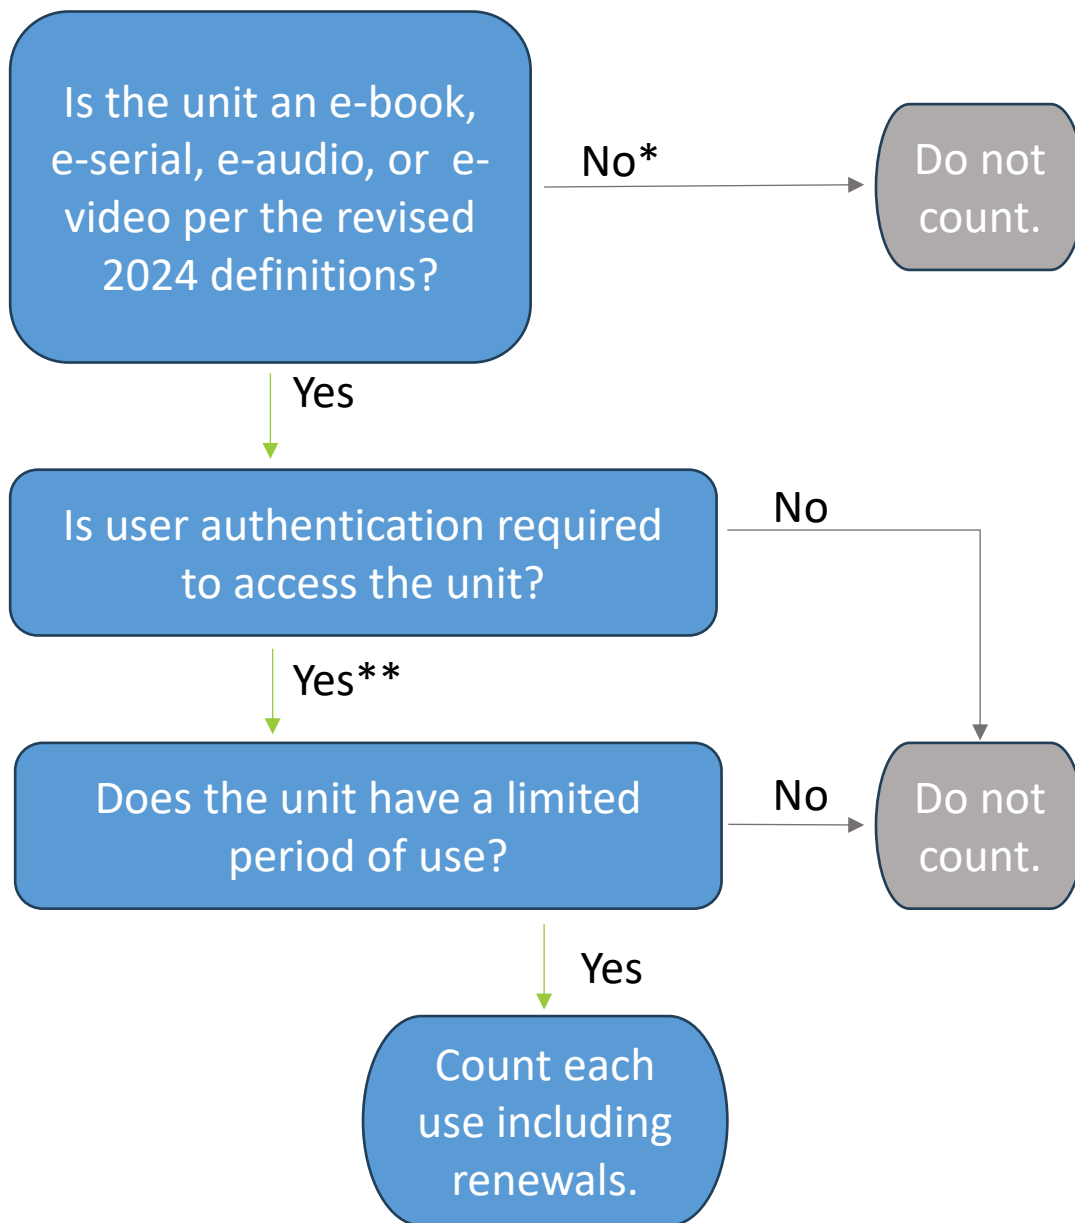 Is the unit an e-book,
e-serial, e-audio, or e-
video per the revised
2024 definitions?
No*
Do not
count.
Yes
Is user authentication required
to access the unit?
No
Yes**
Does the unit have a limited
period of use?
No
Do not
count.
Yes
Count each
use including
renewals.